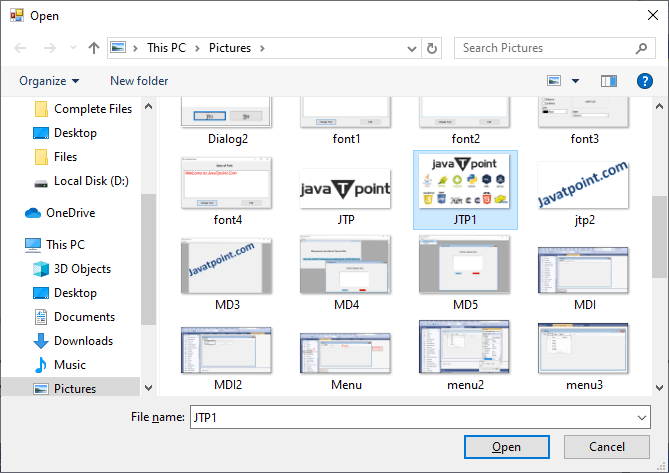 Open
This PC > Pictures >
Search Pictures
Organize
New folder
Complete Files
Desktop
Files
Local Disk (D:)
OneDrive
This PC
3D Objects
Desktop
Documents
Downloads
Music
Pictures
Dialog2
font1
font2
font3
Welcome to JavaTpoint.Com
font4
java T point
JTP
java T point
JTP1
Javatpoint.com
jtp2
Javatpoint.com
MD3
MD4
MD5
MDI
MDI2
Menu
menu2
menu3
File name:
JTP1
Open
Cancel